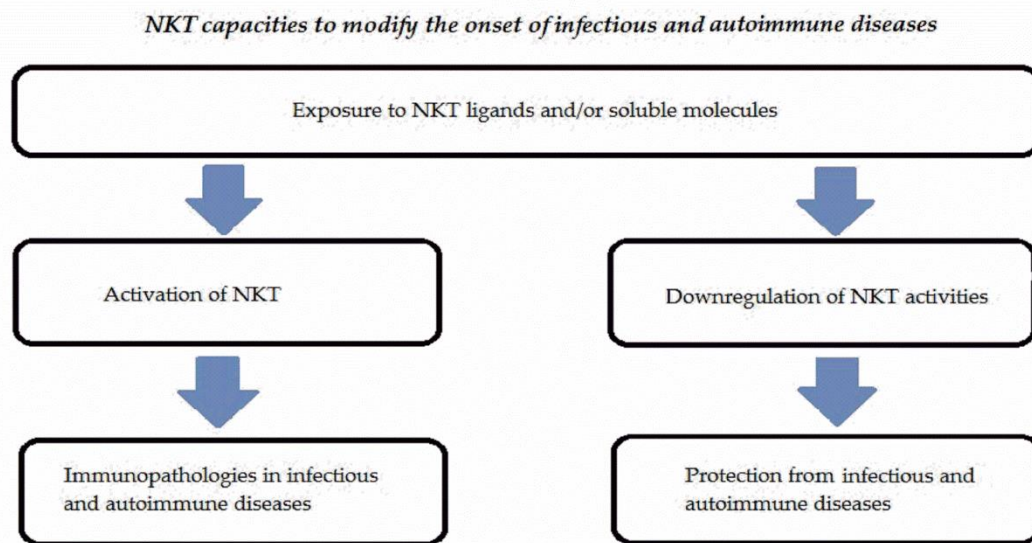 NKT capacities to modify the onset of infectious and autoimmune diseases
Exposure to NKT ligands and/or soluble molecules
Activation of NKT
Downregulation of NKT activities
Immunopathologies in infectious
and autoimmune diseases
Protection from infectious and
autoimmune diseases